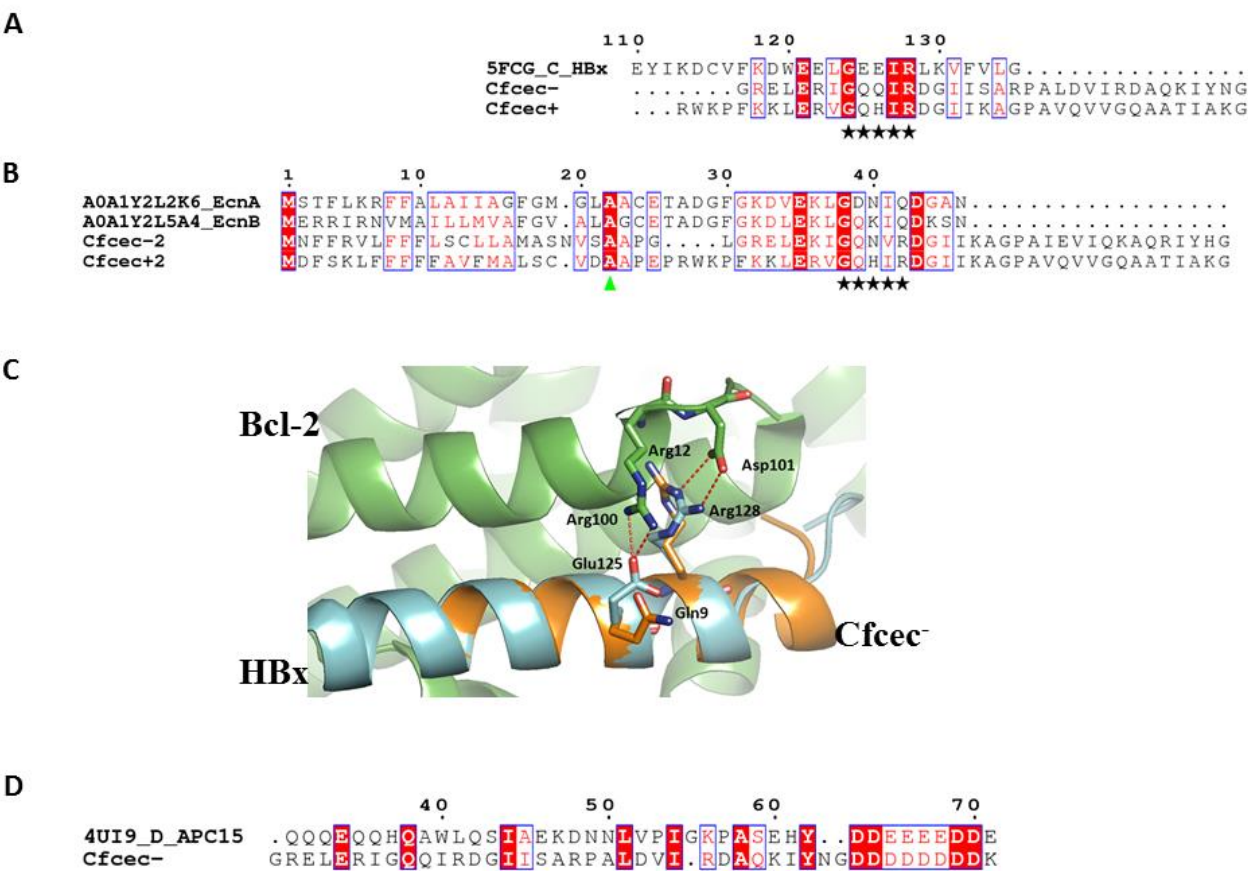 A
110 120 130
5FCG_C_HBx EYIKDCVFKDWEELGEEIRLKVFVLG...............
Cfcec- .......GRELERIGQQIRDGIISARPALDVIRDAQKIYNG
Cfcec+ ...RWKPFKKLERVGQHIRDGIIKAGPAVQVVGQAATIAKG
★★★★★
B
1 10 20 30 40
A0A1Y2L2K6_EcnA MSTFLKRFFALAIIAGFGM.GLAACETADGFGKDVEKLGDNIQDGAN.................
A0A1Y2L5A4_EcnB MERRIRNVMAILLMVAFGV.ALAGCETADGFGKDLEKLGDKIQDKSN.................
Cfcec-2 MNFFRVLFFFFLSCLLAMASNVSAAPG....LGRELEKIGQNVRDGIIKAGPAIEVIQKAQRIYHG
Cfcec+2 MDFSKLFFFFFAVFMALSC.VDAAPEPRWKPFKKLERVGQHIRDGIIKAGPAVQVVGQAATIAKG
▲ ★★★★★
C
Bcl-2
Arg12
Asp101
Arg100
Arg128
Glu125
Gln9
Cfcec-
HBx
D
40 50 60 70
4UI9_D_APC15 .QQQEQQHQAWLQSIAEKDNNLVPIGKPASEHY..DDEEEEDDE
Cfcec- GRELERIGQQIRDGIISARPALDVI.RDAQKIYNGDDDDDDDDK